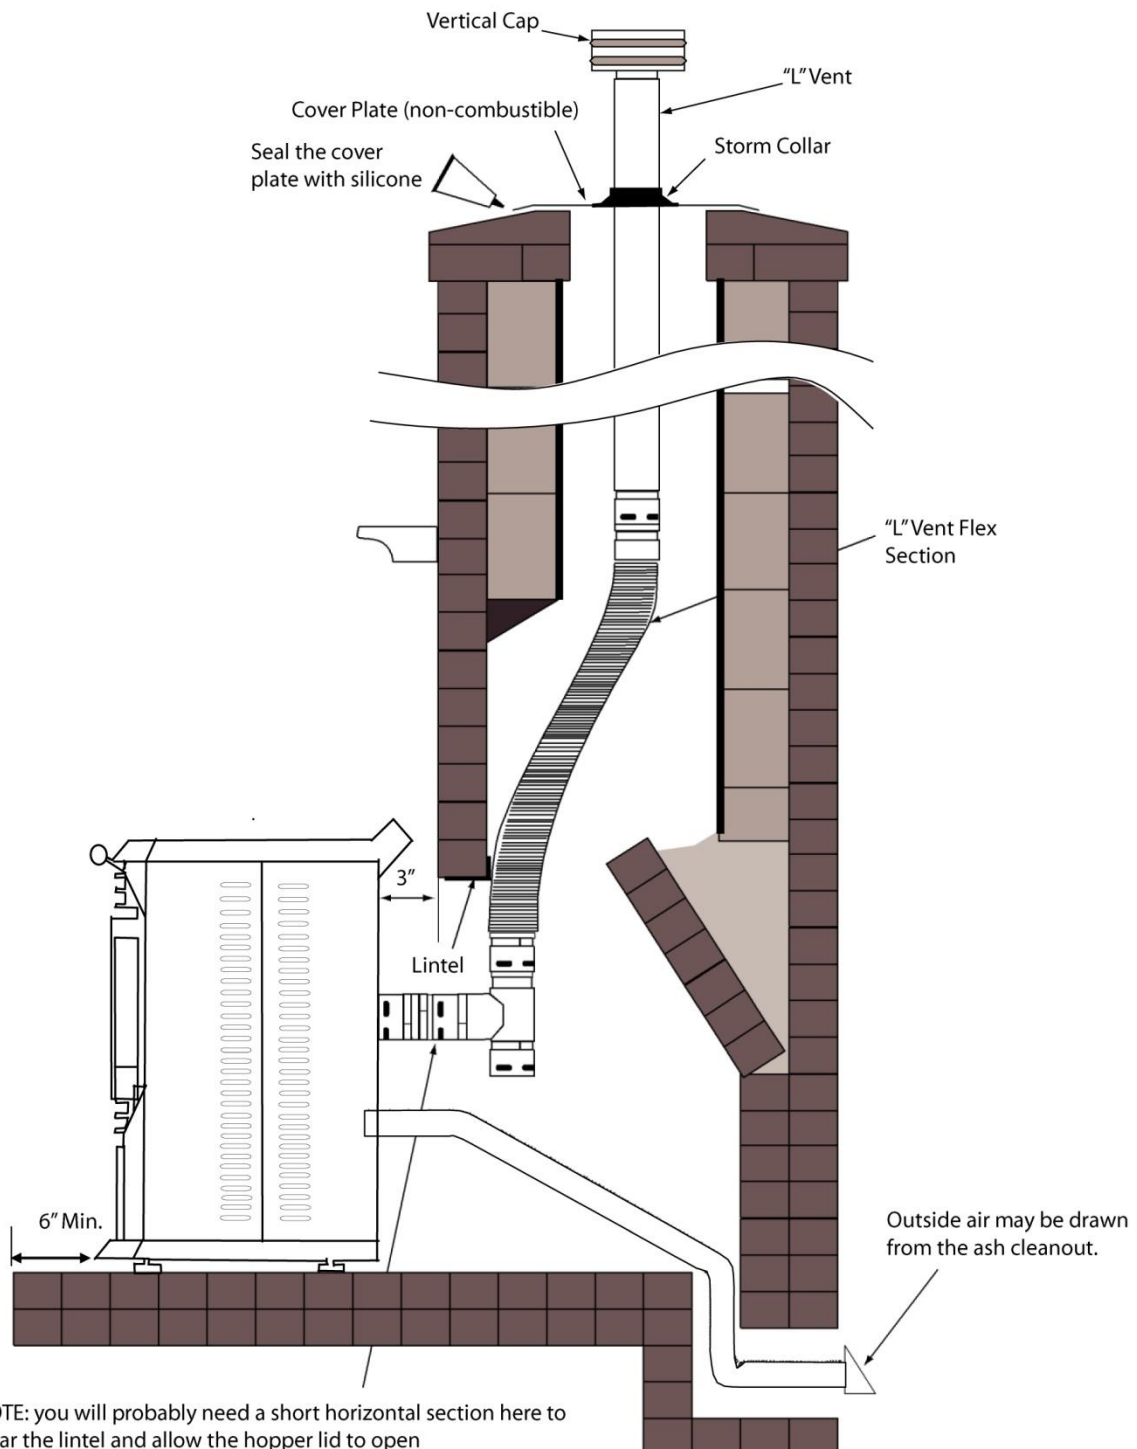 Vertical Cap
“L” Vent
Cover Plate (non-combustible)
Storm Collar
Seal the cover
plate with silicone
“L” Vent Flex
Section
3”
Lintel
6” Min.
Outside air may be drawn
from the ash cleanout.
OTE: you will probably need a short horizontal section here to
ar the lintel and allow the hopper lid to open